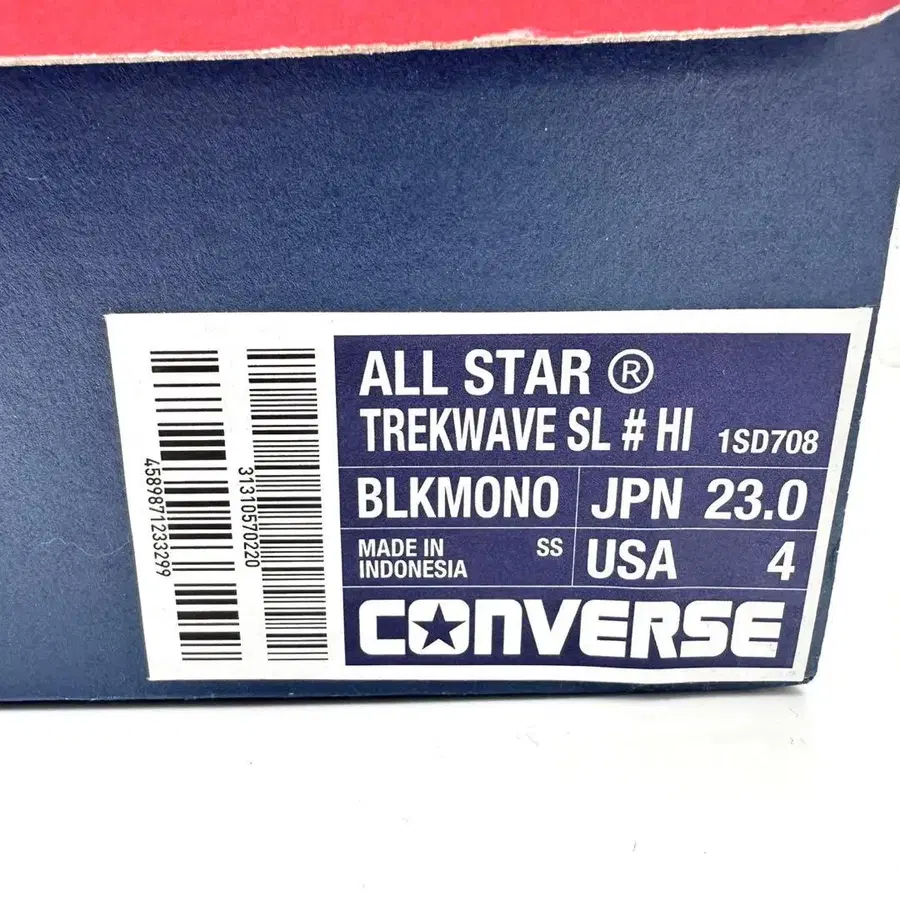 4589871233299
31310570220
ALL STAR ®
TREKWAVE SL # HI 1SD708
BLKMONO JPN 23.0
MADE IN INDONESIA SS USA 4
CONVERSE